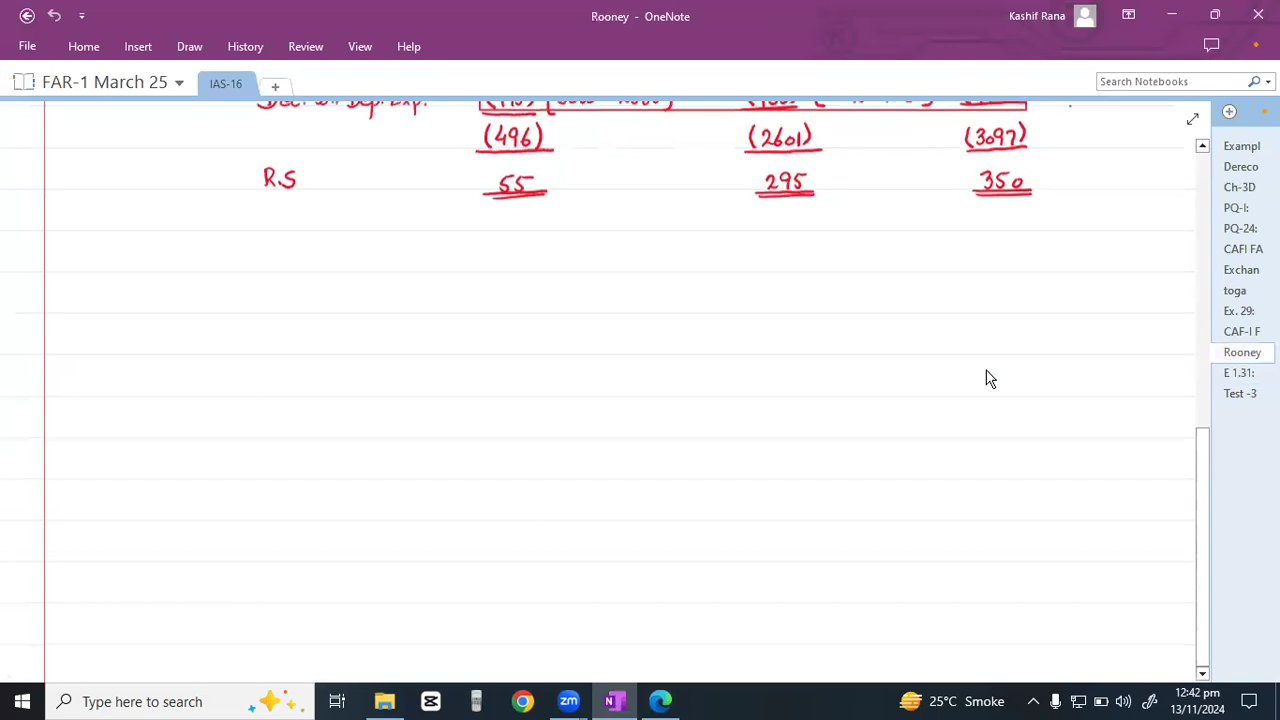 Rooney - OneNote
Kashif Rana
File Home Insert Draw History Review View Help
FAR-1 March 25 IAS-16
Search Notebooks
(496) (2601) (3097)
R.S 55 295 350
Exampl
Dereco
Ch-3D
PQ-I:
PQ-24:
CAFI FA
Exchan
toga
Ex. 29:
CAF-I F
Rooney
E 1.31:
Test -3
Type here to search
zm
N
25°C Smoke
12:42 pm
13/11/2024